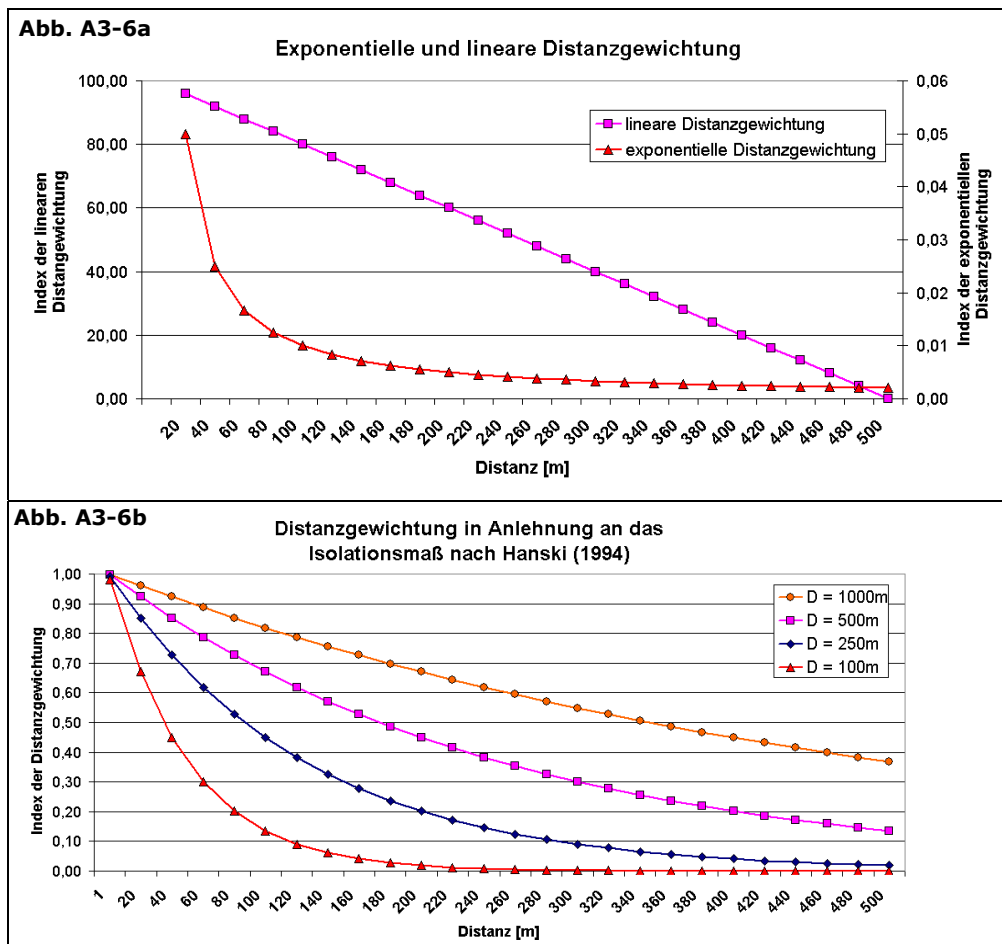 Abb. A3-6a
Exponentielle und lineare Distanzgewichtung
100,00
80,00
60,00
40,00
20,00
0,00
Index der linearen
Distangewichtung
0,06
0,05
0,04
0,03
0,02
0,01
0,00
Index der exponentiellen
Distanzgewichtung
lineare Distanzgewichtung
exponentielle Distanzgewichtung
20 40 60 80 100 120 140 160 180 200 220 240 260 280 300 320 340 360 380 400 420 440 460 480 500
Distanz [m]
Abb. A3-6b
Distanzgewichtung in Anlehnung an das
Isolationsmaß nach Hanski (1994)
1,00
0,90
0,80
0,70
0,60
0,50
0,40
0,30
0,20
0,10
0,00
Index der Distanzgewichtung
D = 1000m
D = 500m
D = 250m
D = 100m
1 20 40 60 80 100 120 140 160 180 200 220 240 260 280 300 320 340 360 380 400 420 440 460 480 500
Distanz [m]